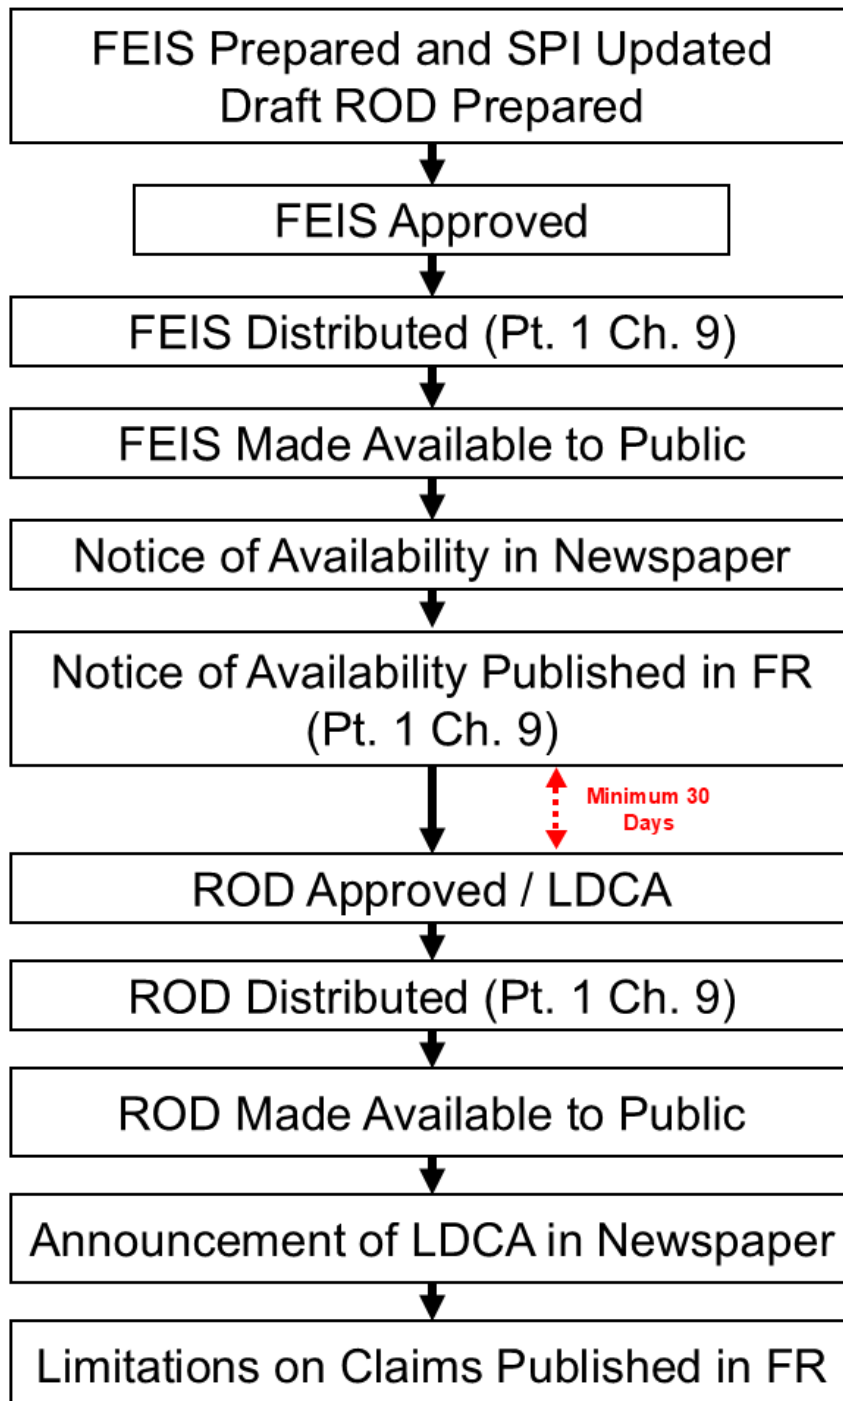 FEIS Prepared and SPI Updated
Draft ROD Prepared
FEIS Approved
FEIS Distributed (Pt. 1 Ch. 9)
FEIS Made Available to Public
Notice of Availability in Newspaper
Notice of Availability Published in FR
(Pt. 1 Ch. 9)
Minimum 30
Days
ROD Approved / LDCA
ROD Distributed (Pt. 1 Ch. 9)
ROD Made Available to Public
Announcement of LDCA in Newspaper
Limitations on Claims Published in FR